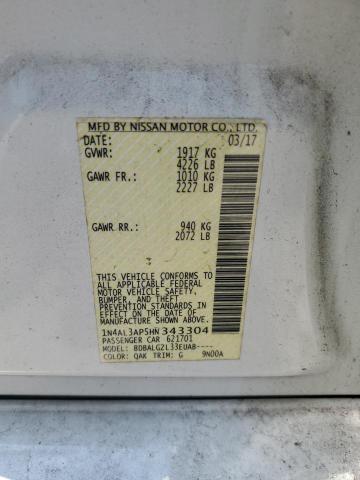 MFD BY NISSAN MOTOR CO., LTD.
DATE: 03/17
GVWR: 1917 KG
4226 LB
GAWR FR.: 1010 KG
2227 LB
GAWR RR.: 940 KG
2072 LB
THIS VEHICLE CONFORMS TO
ALL APPLICABLE FEDERAL
MOTOR VEHICLE SAFETY,
BUMPER, AND THEFT
PREVENTION STANDARDS IN
EFFECT ON THE DATE OF
MANUFACTURE SHOWN ABOVE.
1N4AL3AP5HN343304
PASSENGER CAR 621701
MODEL: BDBALG2L33EUAB----
COLOR: QAK TRIM: G 9N00A